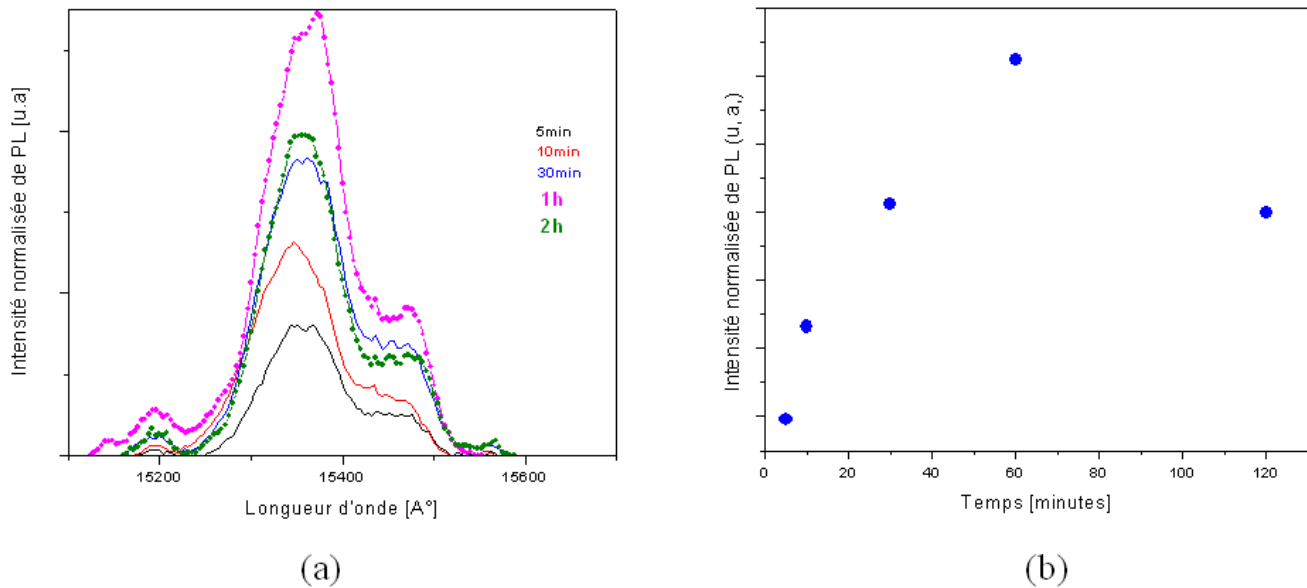 Intensité normalisée de PL [u.a]
5min
10min
30min
1h
2h
15200 15400 15600
Longueur d'onde [A°]
(a)
Intensité normalisée de PL (u, a,)
0 20 40 60 80 100 120
Temps [minutes]
(b)